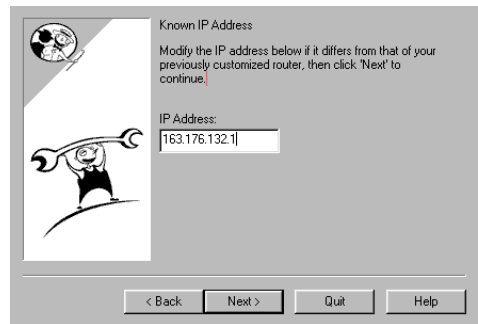 Known IP Address
Modify the IP address below if it differs from that of your
previously customized router, then click 'Next' to
continue.
IP Address:
163.176.132.1
< Back Next > Quit Help